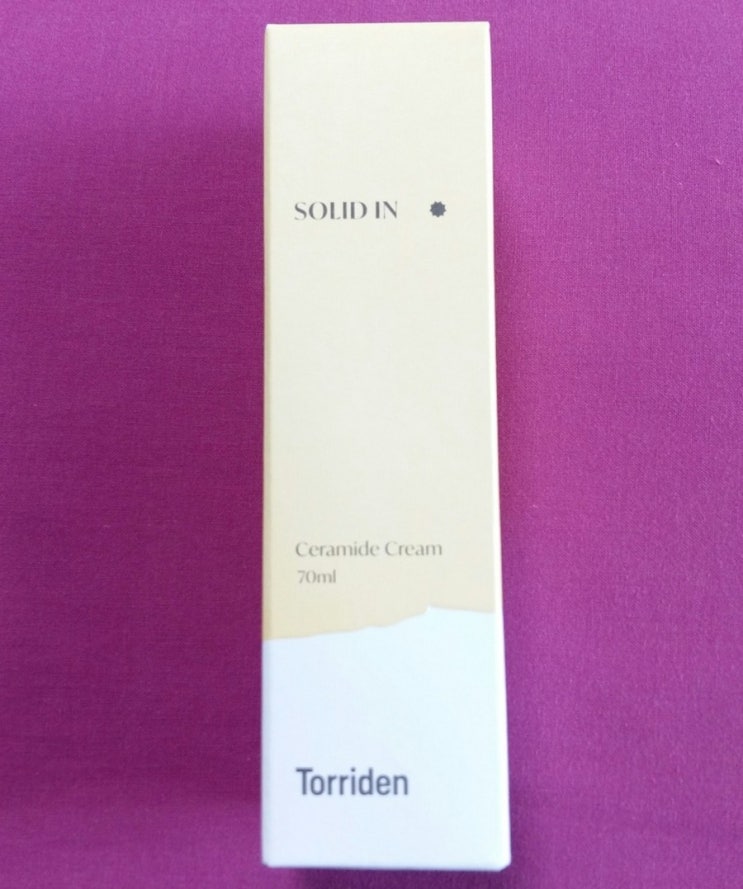 SOLID IN
Ceramide Cream
70ml
Torriden